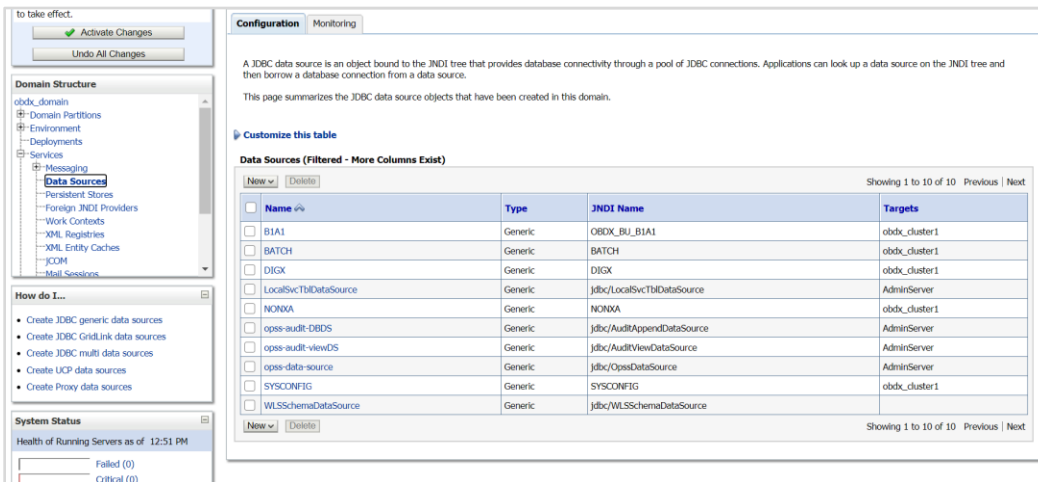 to take effect.
Activate Changes
Undo All Changes
Domain Structure
obdx_domain
Domain Partitions
Environment
Deployments
Services
Messaging
Data Sources
Persistent Stores
Foreign JNDI Providers
Work Contexts
XML Registries
XML Entity Caches
jCOM
Mail Sessions
How do I...
Create JDBC generic data sources
Create JDBC GridLink data sources
Create JDBC multi data sources
Create UCP data sources
Create Proxy data sources
System Status
Health of Running Servers as of 12:51 PM
Failed (0)
Critical (0)
Configuration Monitoring
A JDBC data source is an object bound to the JNDI tree that provides database connectivity through a pool of JDBC connections. Applications can look up a data source on the JNDI tree and
then borrow a database connection from a data source.
This page summarizes the JDBC data source objects that have been created in this domain.
Customize this table
Data Sources (Filtered - More Columns Exist)
New Delete Showing 1 to 10 of 10 Previous | Next
Name Type JNDI Name Targets
B1A1 Generic OBDX_BU_B1A1 obdx_cluster1
BATCH Generic BATCH obdx_cluster1
DIGX Generic DIGX obdx_cluster1
LocalSvcTblDataSource Generic jdbc/LocalSvcTblDataSource AdminServer
NONXA Generic NONXA obdx_cluster1
opss-audit-DBDS Generic jdbc/AuditAppendDataSource AdminServer
opss-audit-viewDS Generic jdbc/AuditViewDataSource AdminServer
opss-data-source Generic jdbc/OpssDataSource AdminServer
SYSCONFIG Generic SYSCONFIG obdx_cluster1
WLSSchemaDataSource Generic jdbc/WLSSchemaDataSource
New Delete Showing 1 to 10 of 10 Previous | Next